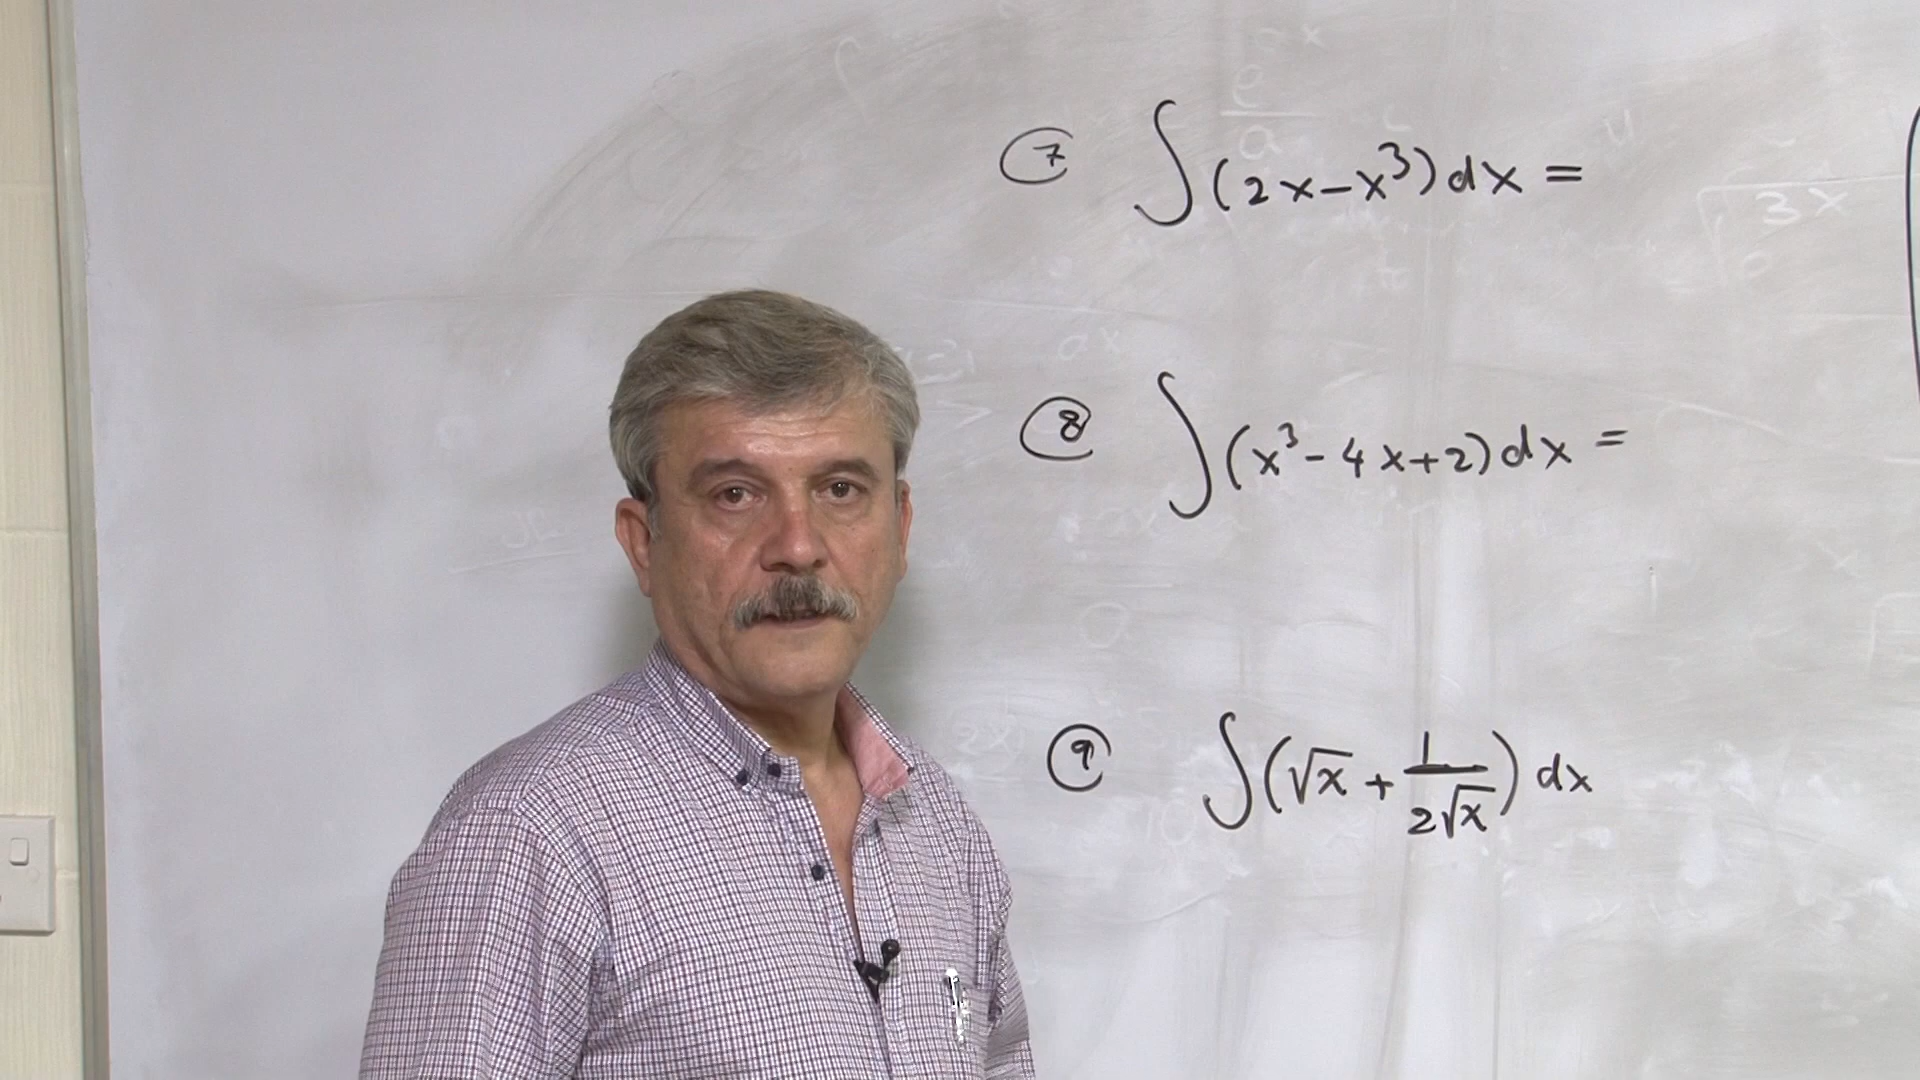 ⑦ ∫(2x-x³)dx =
⑧ ∫(x³-4x+2)dx =
⑨ ∫(√x + 1/(2√x)) dx